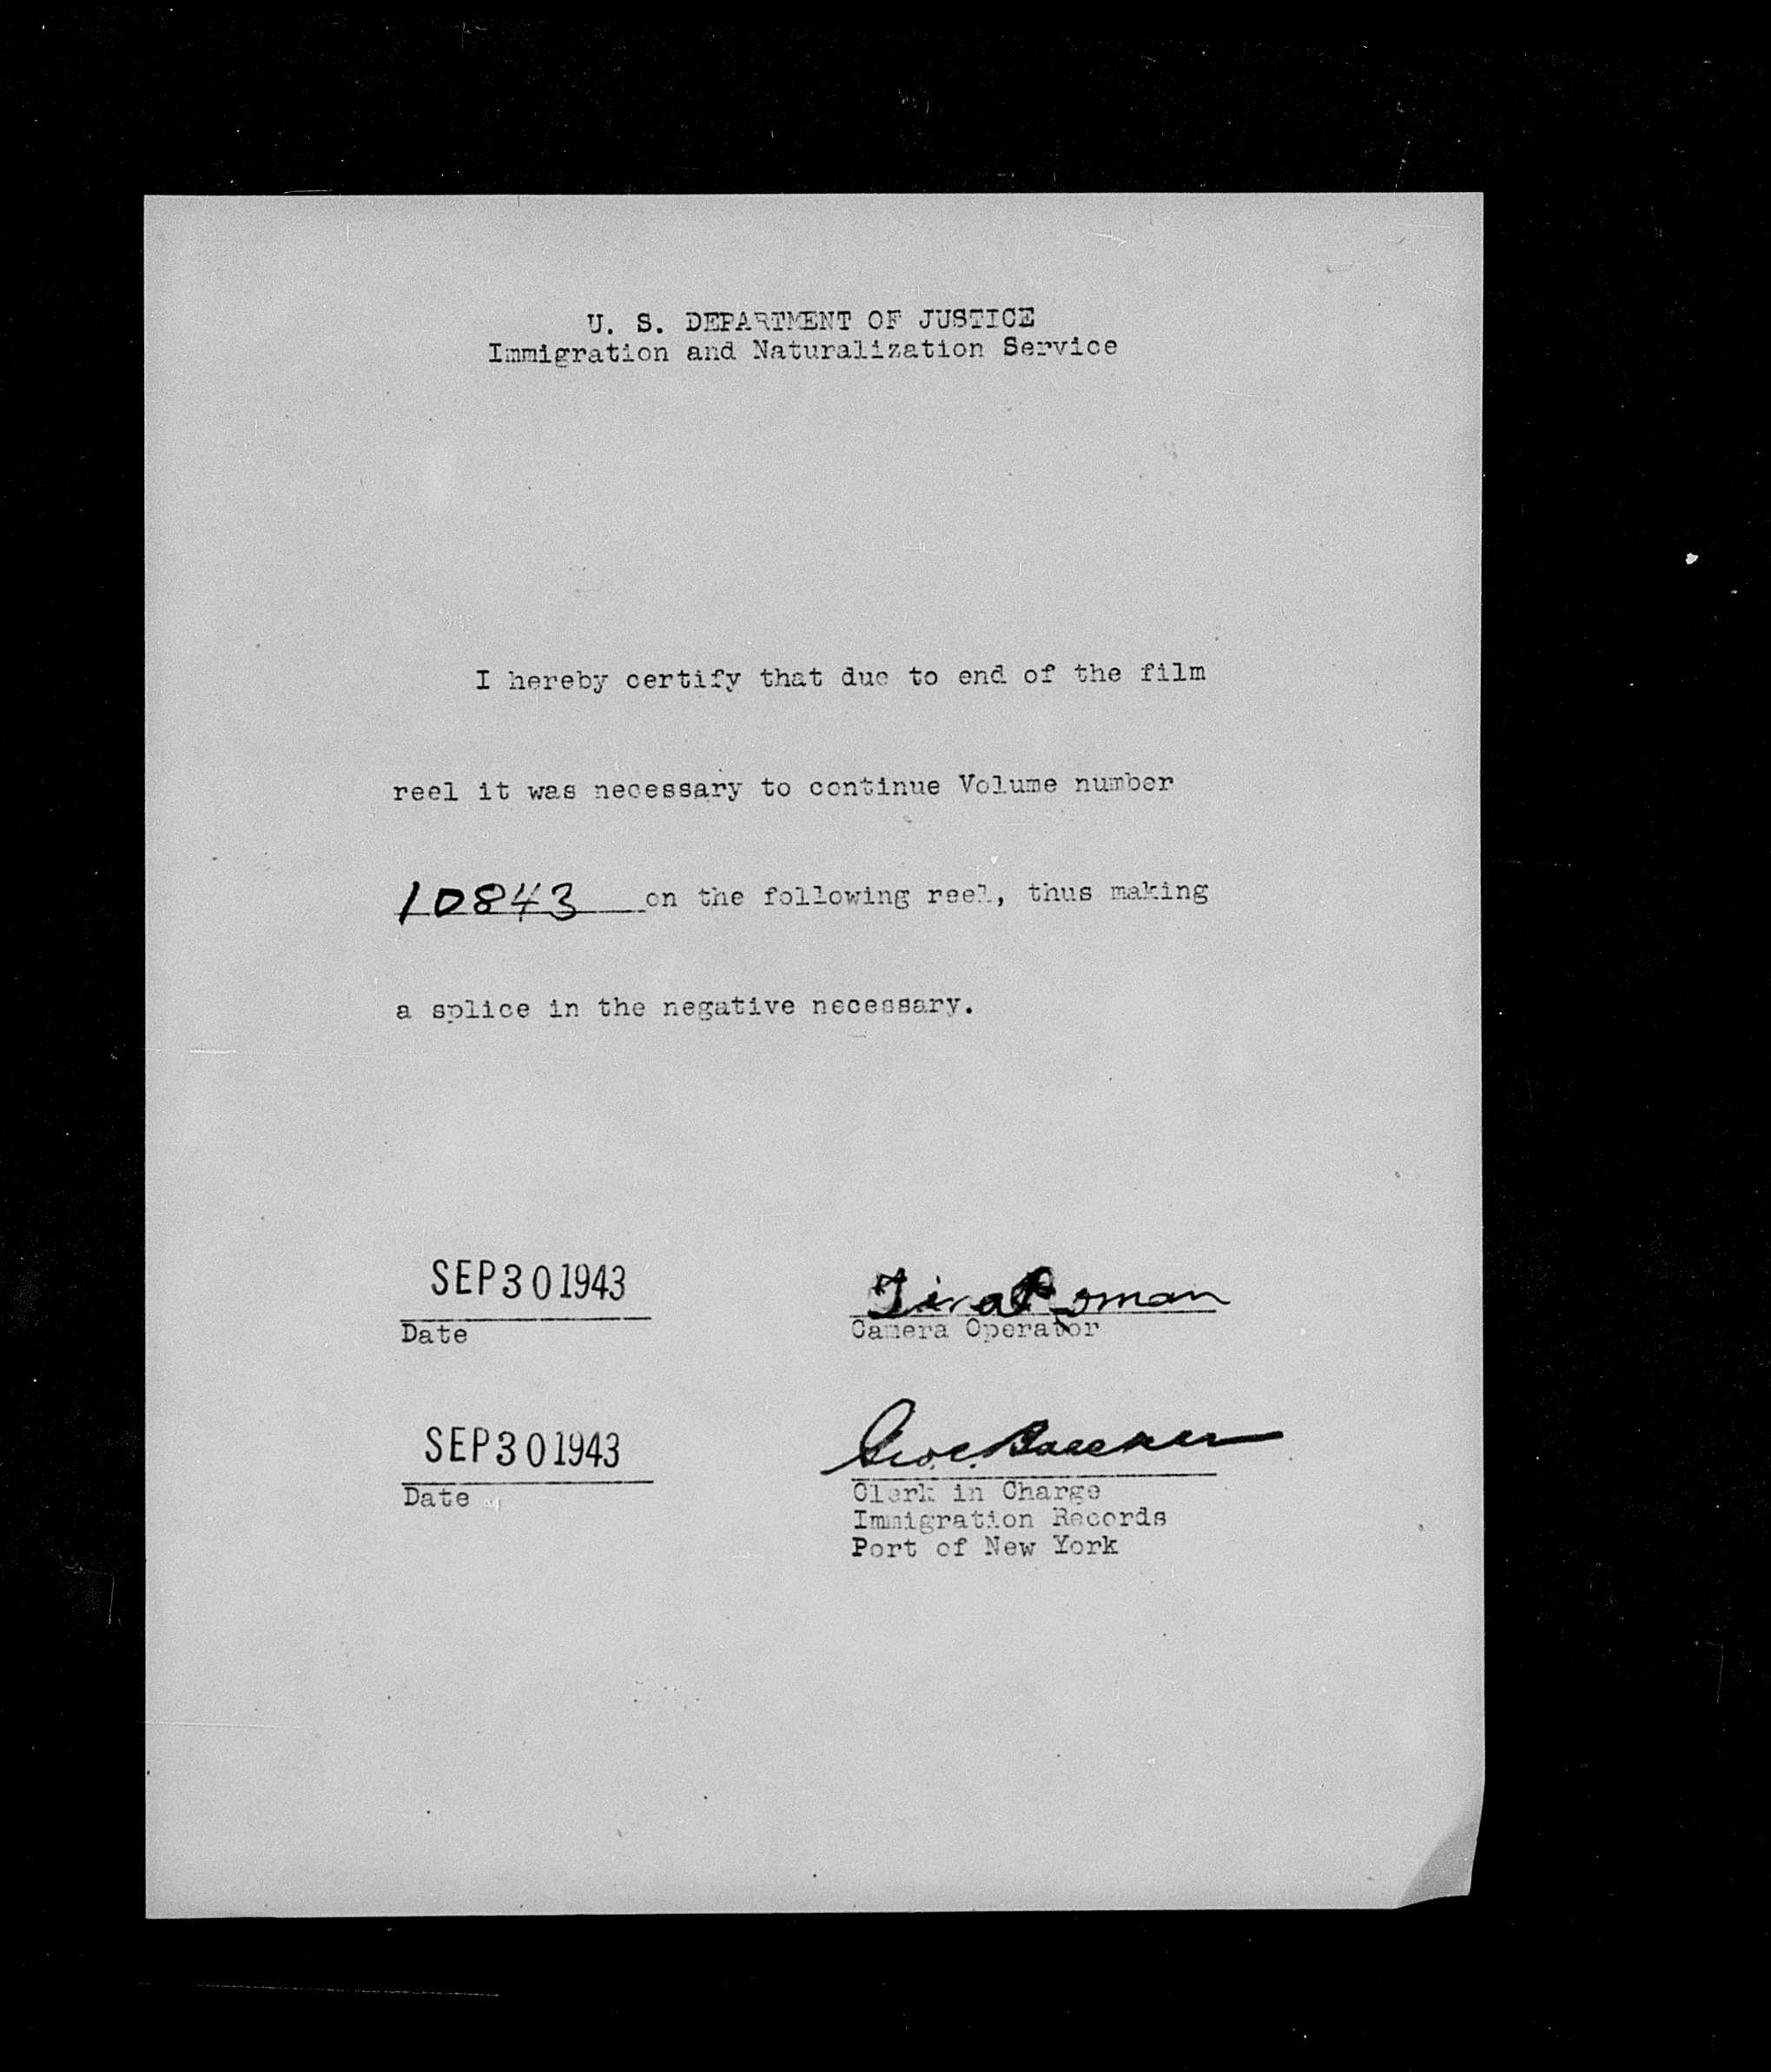 U. S. DEPARTMENT OF JUSTICE
Immigration and Naturalization Service
I hereby certify that due to end of the film
reel it was necessary to continue Volume number
10843 on the following reel, thus making
a splice in the negative necessary.
SEP 30 1943
Roman
Date
Camera Operator
SEP 30 1943
Date
Clerk in Charge
Immigration Records
Port of New York